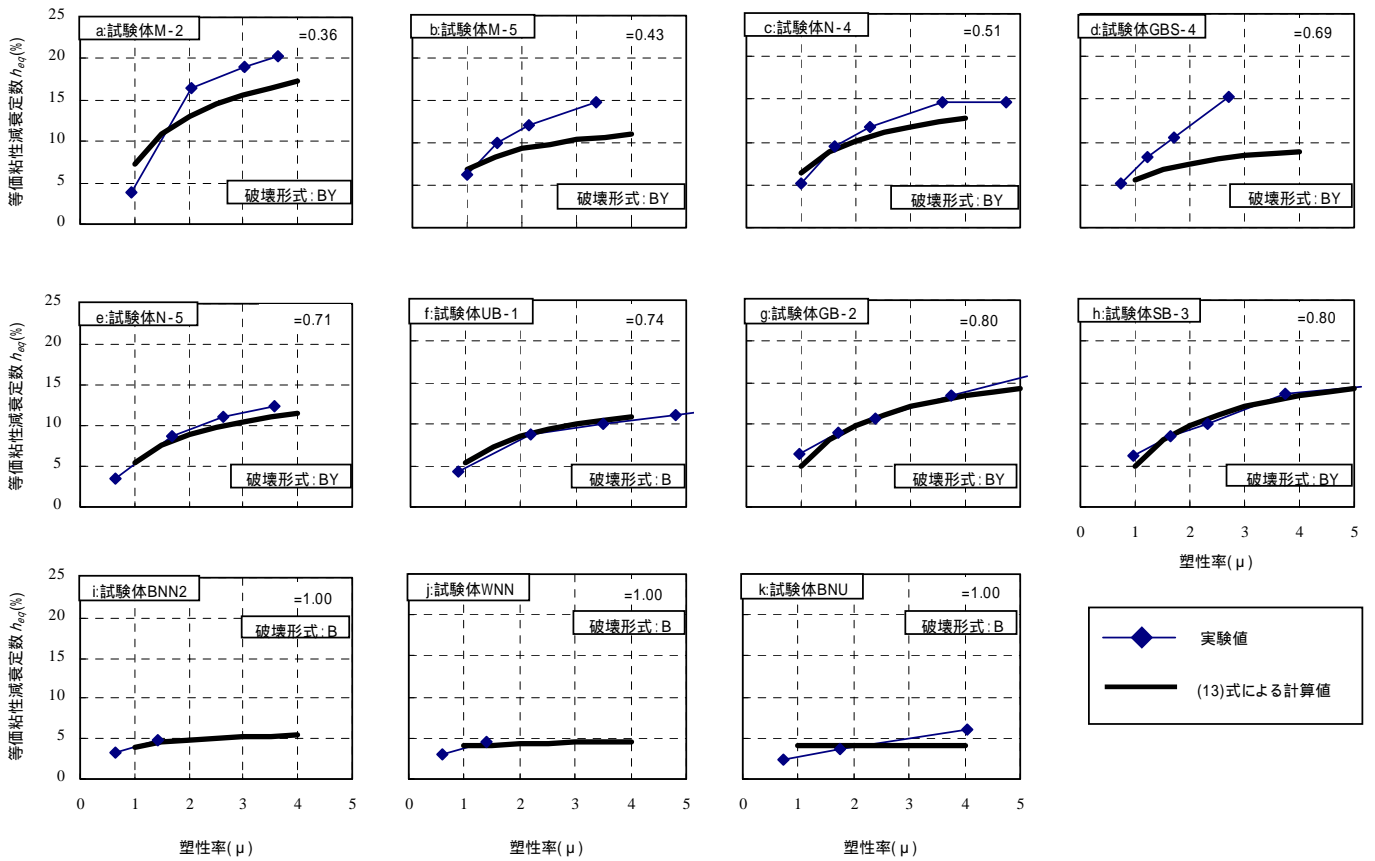 等価粘性減衰定数 heq(%)
25
20
15
10
5
0
a:試験体M-2
=0.36
破壊形式:BY
b:試験体M-5
=0.43
破壊形式:BY
c:試験体N-4
=0.51
破壊形式:BY
d:試験体GBS-4
=0.69
破壊形式:BY
等価粘性減衰定数 heq(%)
25
20
15
10
5
0
e:試験体N-5
=0.71
破壊形式:BY
f:試験体UB-1
=0.74
破壊形式:B
g:試験体GB-2
=0.80
破壊形式:BY
h:試験体SB-3
=0.80
破壊形式:BY
0 1 2 3 4 5
塑性率(μ)
等価粘性減衰定数 heq(%)
25
20
15
10
5
0
i:試験体BNN2
=1.00
破壊形式:B
0 1 2 3 4 5
塑性率(μ)
j:試験体WNN
=1.00
破壊形式:B
0 1 2 3 4 5
塑性率(μ)
k:試験体BNU
=1.00
破壊形式:B
0 1 2 3 4 5
塑性率(μ)
実験値
(13)式による計算値